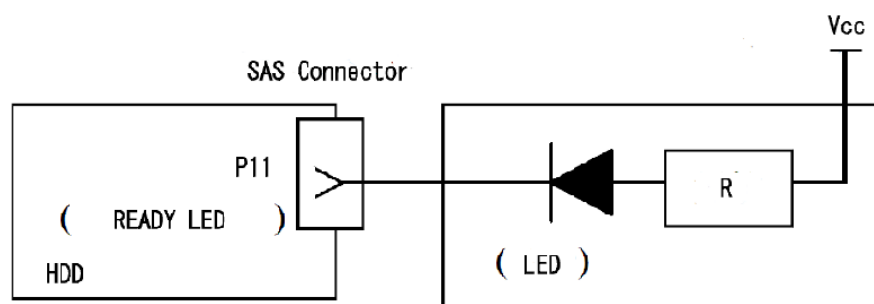 Vcc
SAS Connector
P11
R
( READY LED )
( LED )
HDD